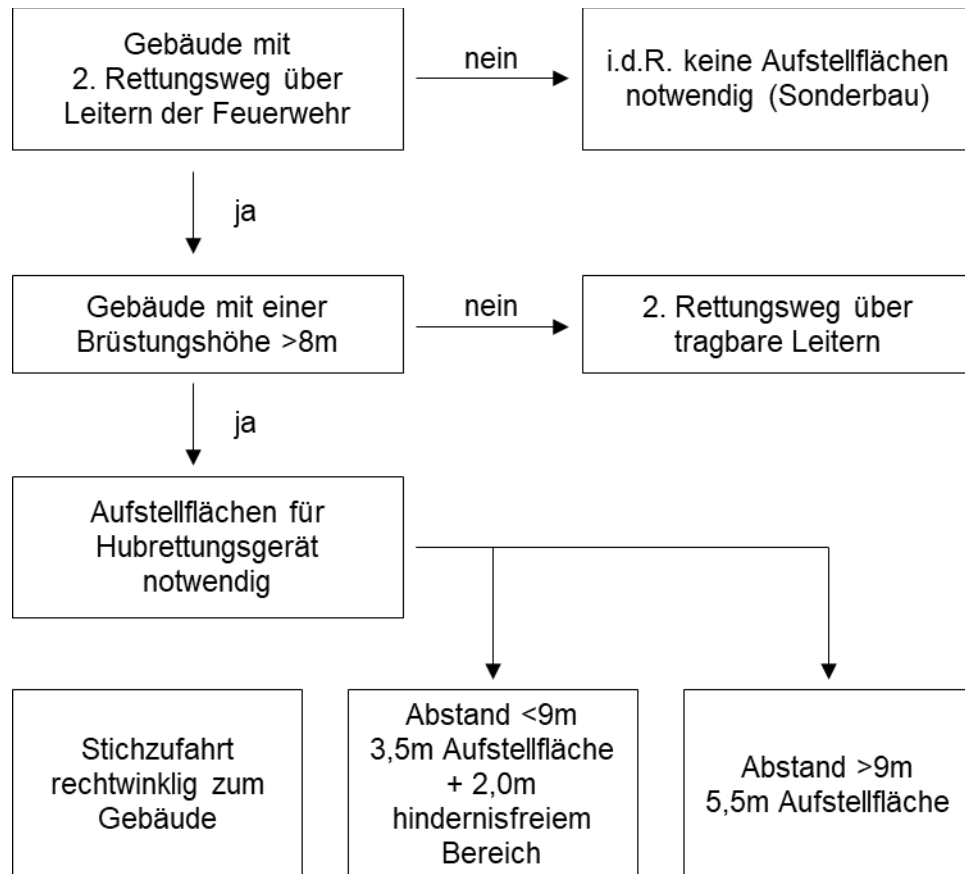 Gebäude mit
2. Rettungsweg über
Leitern der Feuerwehr
nein
i.d.R. keine Aufstellflächen
notwendig (Sonderbau)
ja
Gebäude mit einer
Brüstungshöhe >8m
nein
2. Rettungsweg über
tragbare Leitern
ja
Aufstellflächen für
Hubrettungsgerät
notwendig
Stichzufahrt
rechtwinklig zum
Gebäude
Abstand <9m
3,5m Aufstellfläche
+ 2,0m
hindernisfreiem
Bereich
Abstand >9m
5,5m Aufstellfläche